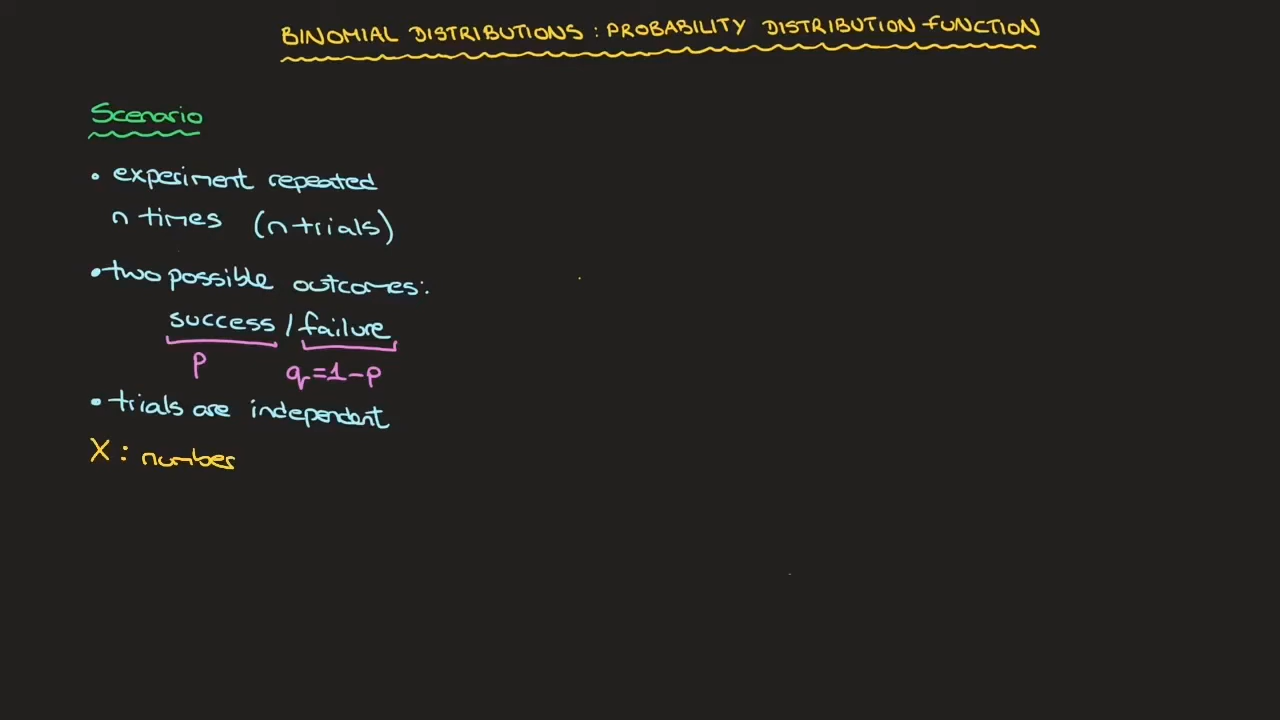 BINOMIAL DISTRIBUTIONS : PROBABILITY DISTRIBUTION FUNCTION
Scenario
• experiment repeated
n times (n trials)
• two possible outcomes:
success / failure
p q=1-p
• trials are independent
X : number